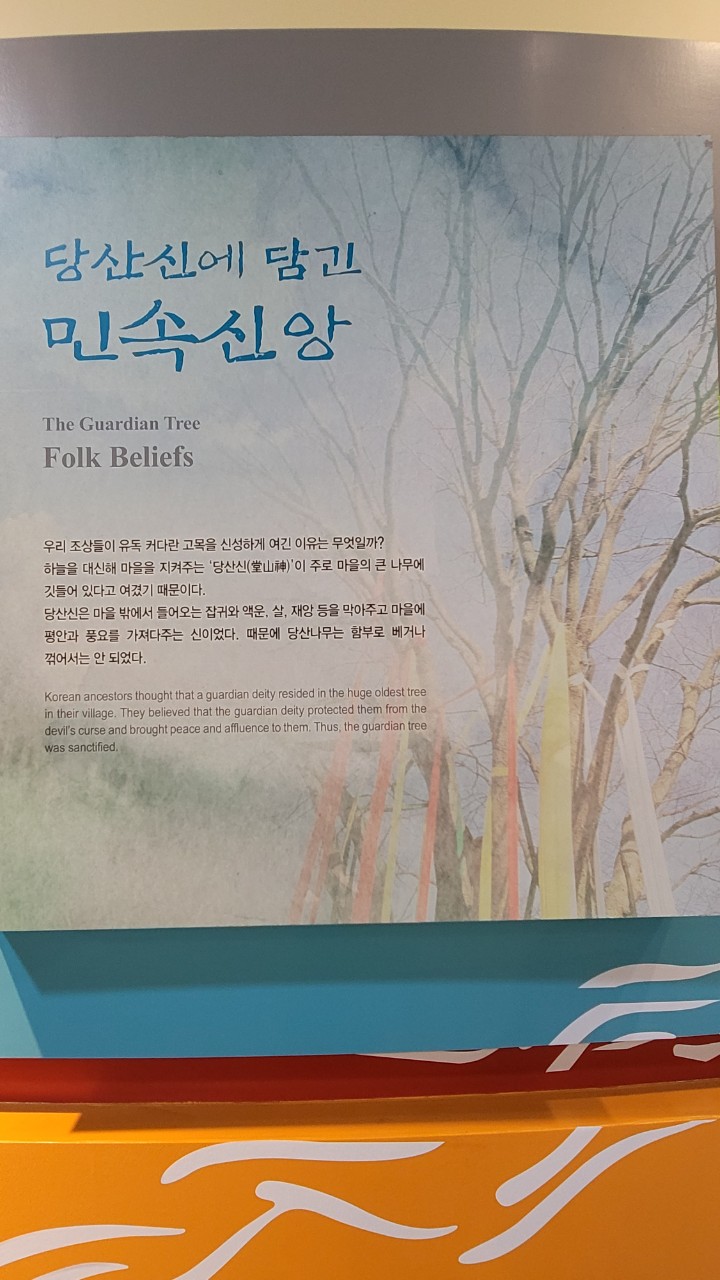 당산신에 담긴
민속신앙
The Guardian Tree
Folk Beliefs
우리 조상들이 유독 커다란 고목을 신성하게 여긴 이유는 무엇일까?
하늘을 대신해 마을을 지켜주는 '당산신(堂山神)'이 주로 마을의 큰 나무에
깃들어 있다고 여겼기 때문이다.
당산신은 마을 밖에서 들어오는 잡귀와 액운, 살, 재앙 등을 막아주고 마을에
평안과 풍요를 가져다주는 신이었다. 때문에 당산나무는 함부로 베거나
꺾어서는 안 되었다.
Korean ancestors thought that a guardian deity resided in the huge oldest tree
in their village. They believed that the guardian deity protected them from the
devil's curse and brought peace and affluence to them. Thus, the guardian tree
was sanctified.